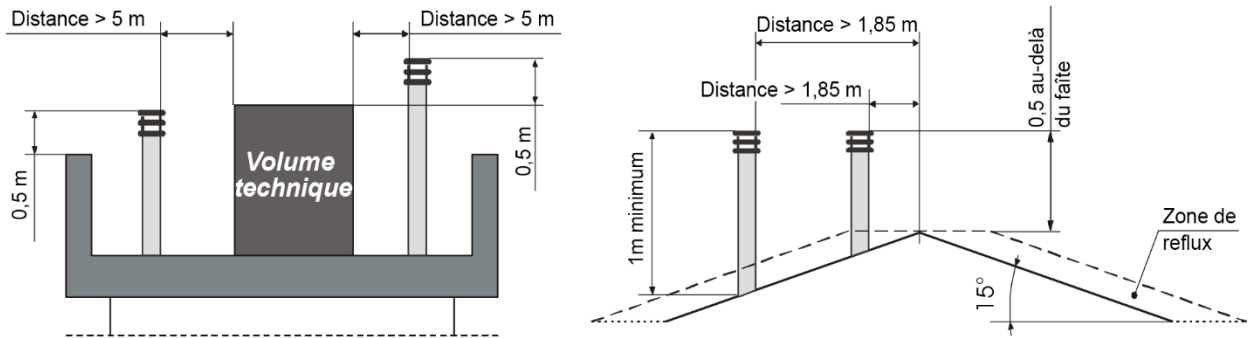 Distance > 5 m
Distance > 5 m
0,5 m
Volume
technique
0,5 m
Distance > 1,85 m
Distance > 1,85 m
0,5 au-delà
du faîte
1m minimum
Zone de
reflux
15°